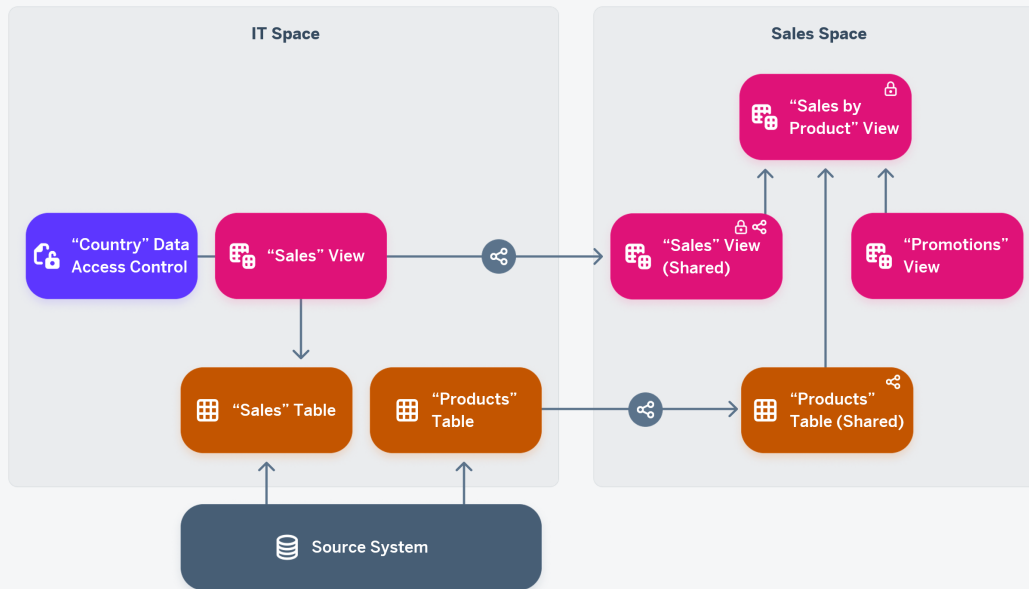 IT Space
Sales Space
“Sales by
Product” View
“Country” Data
Access Control
“Sales” View
“Sales” View
(Shared)
“Promotions”
View
“Sales” Table
“Products”
Table
“Products”
Table (Shared)
Source System